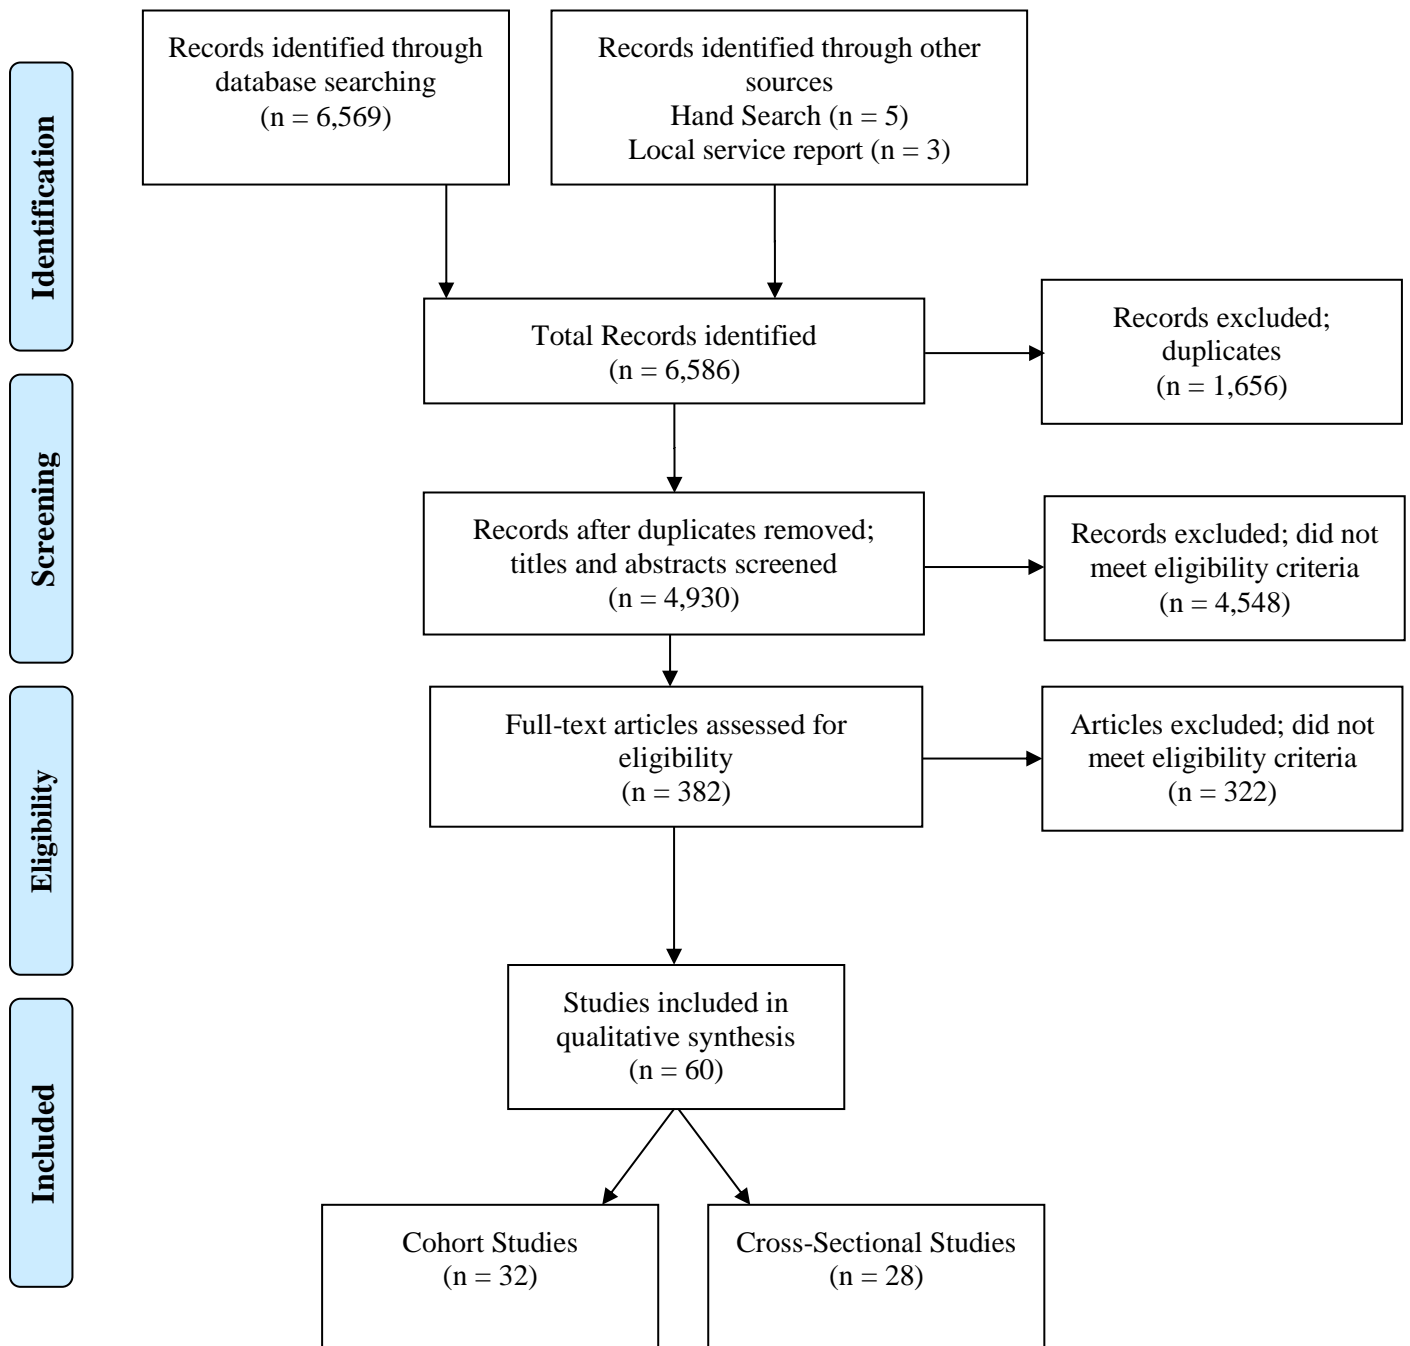 Records identified through
database searching
(n = 6,569)
Records identified through other
sources
Hand Search (n = 5)
Local service report (n = 3)
Identification
Total Records identified
(n = 6,586)
Records excluded;
duplicates
(n = 1,656)
Screening
Records after duplicates removed;
titles and abstracts screened
(n = 4,930)
Records excluded; did not
meet eligibility criteria
(n = 4,548)
Eligibility
Full-text articles assessed for
eligibility
(n = 382)
Articles excluded; did not
meet eligibility criteria
(n = 322)
Studies included in
qualitative synthesis
(n = 60)
Included
Cohort Studies
(n = 32)
Cross-Sectional Studies
(n = 28)